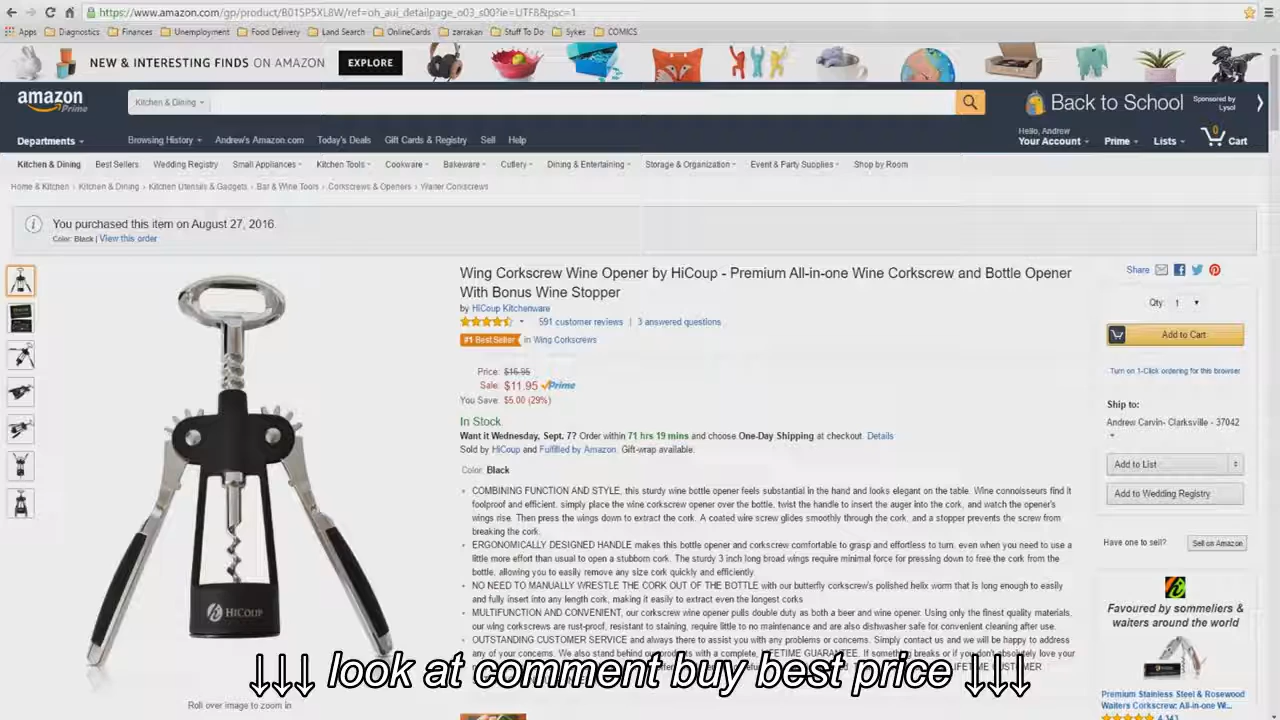 https://www.amazon.com/gp/product/B015P5XL8W/ref=oh_aui_detailpage_o03_s00?ie=UTF8&psc=1
Apps Diagnostics Finances Unemployment Food Delivery Land Search OnlineCards zarrakan Stuff To Do Sykes COMICS
NEW & INTERESTING FINDS ON AMAZON EXPLORE
amazon Prime
Kitchen & Dining
Back to School Sponsored by Lysol
Departments Browsing History Andrew's Amazon.com Today's Deals Gift Cards & Registry Sell Help
Hello, Andrew
Your Account Prime Lists 0 Cart
Kitchen & Dining Best Sellers Wedding Registry Small Appliances Kitchen Tools Cookware Bakeware Cutlery Dining & Entertaining Storage & Organization Event & Party Supplies Shop by Room
Home & Kitchen › Kitchen & Dining › Kitchen Utensils & Gadgets › Bar & Wine Tools › Corkscrews & Openers › Waiter Corkscrews
You purchased this item on August 27, 2016.
Color: Black | View this order
Wing Corkscrew Wine Opener by HiCoup - Premium All-in-one Wine Corkscrew and Bottle Opener
With Bonus Wine Stopper
by HiCoup Kitchenware
591 customer reviews | 3 answered questions
#1 Best Seller in Wing Corkscrews
Price: $16.95
Sale: $11.95 Prime
You Save: $5.00 (29%)
In Stock.
Want it Wednesday, Sept. 7? Order within 71 hrs 19 mins and choose One-Day Shipping at checkout. Details
Sold by HiCoup and Fulfilled by Amazon. Gift-wrap available.
Color: Black
COMBINING FUNCTION AND STYLE, this sturdy wine bottle opener feels substantial in the hand and looks elegant on the table. Wine connoisseurs find it
foolproof and efficient, simply place the wine corkscrew opener over the bottle, twist the handle to insert the auger into the cork, and watch the opener's
wings rise. Then press the wings down to extract the cork. A coated wire screw glides smoothly through the cork, and a stopper prevents the screw from
breaking the cork.
ERGONOMICALLY DESIGNED HANDLE makes this bottle opener and corkscrew comfortable to grasp and effortless to turn, even when you need to use a
little more effort than usual to open a stubborn cork. The sturdy 3 inch long broad wings require minimal force for pressing down to free the cork from
the bottle, allowing you to easily remove any size cork quickly and efficiently
NO NEED TO MANUALLY WRESTLE THE CORK OUT OF THE BOTTLE with our butterfly corkscrew's polished helix worm that is long enough to easily
and fully insert into any length cork, making it easy to extract even the longest corks
MULTIFUNCTION AND CONVENIENT, our corkscrew wine opener pulls double duty as both a beer and wine opener. Using only the finest quality materials,
our wing corkscrews are rust-proof, resistant to staining, require little to no maintenance and are also dishwasher safe for convenient cleaning after use.
OUTSTANDING CUSTOMER SERVICE and always there to assist you with any problems or concerns. Simply contact us and we will be happy to address
any of your concerns. We also stand behind our products with a complete, LIFETIME GUARANTEE. If something breaks or if you don't absolutely love your
LIFETIME
HICOUP
Roll over image to zoom in
Share
Qty: 1
Add to Cart
Turn on 1-Click ordering for this browser
Ship to:
Andrew Carvin- Clarksville - 37042
Add to List
Add to Wedding Registry
Have one to sell? Sell on Amazon
Favoured by sommeliers &
waiters around the world
Premium Stainless Steel & Rosewood
Waiters Corkscrew: All-in-one Wi...
4,343
↓↓↓ look at comment buy best price ↓↓↓